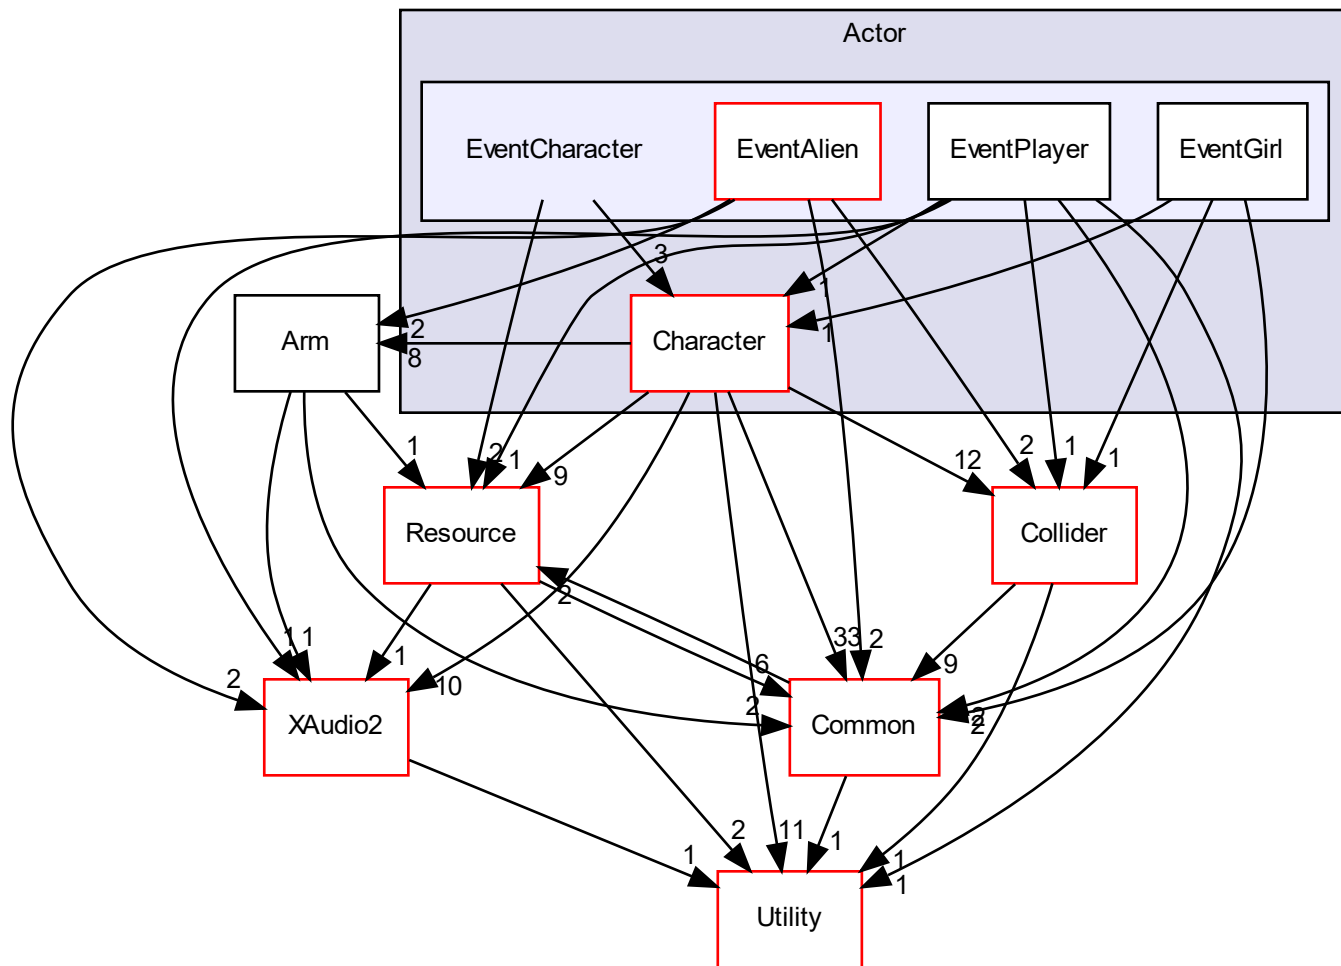 Actor
EventCharacter
EventAlien
EventPlayer
EventGirl
3
1
2
1
8
Arm
Character
1
2
1
9
12
2
1
1
Resource
Collider
2
1
1
1
10
6
33
2
9
2
2
2
2
XAudio2
Common
1
2
11
1
1
1
Utility